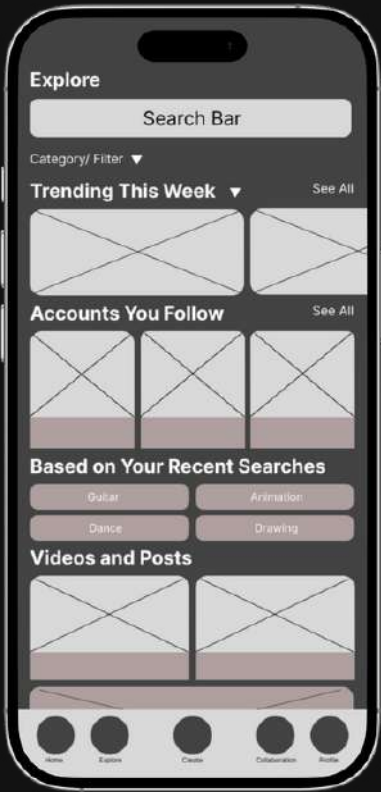 Explore
Search Bar
Category/ Filter ▼
Trending This Week ▼ See All
Accounts You Follow See All
Based on Your Recent Searches
Guitar Animation
Dance Drawing
Videos and Posts
Home Explore Create Collaboration Profile